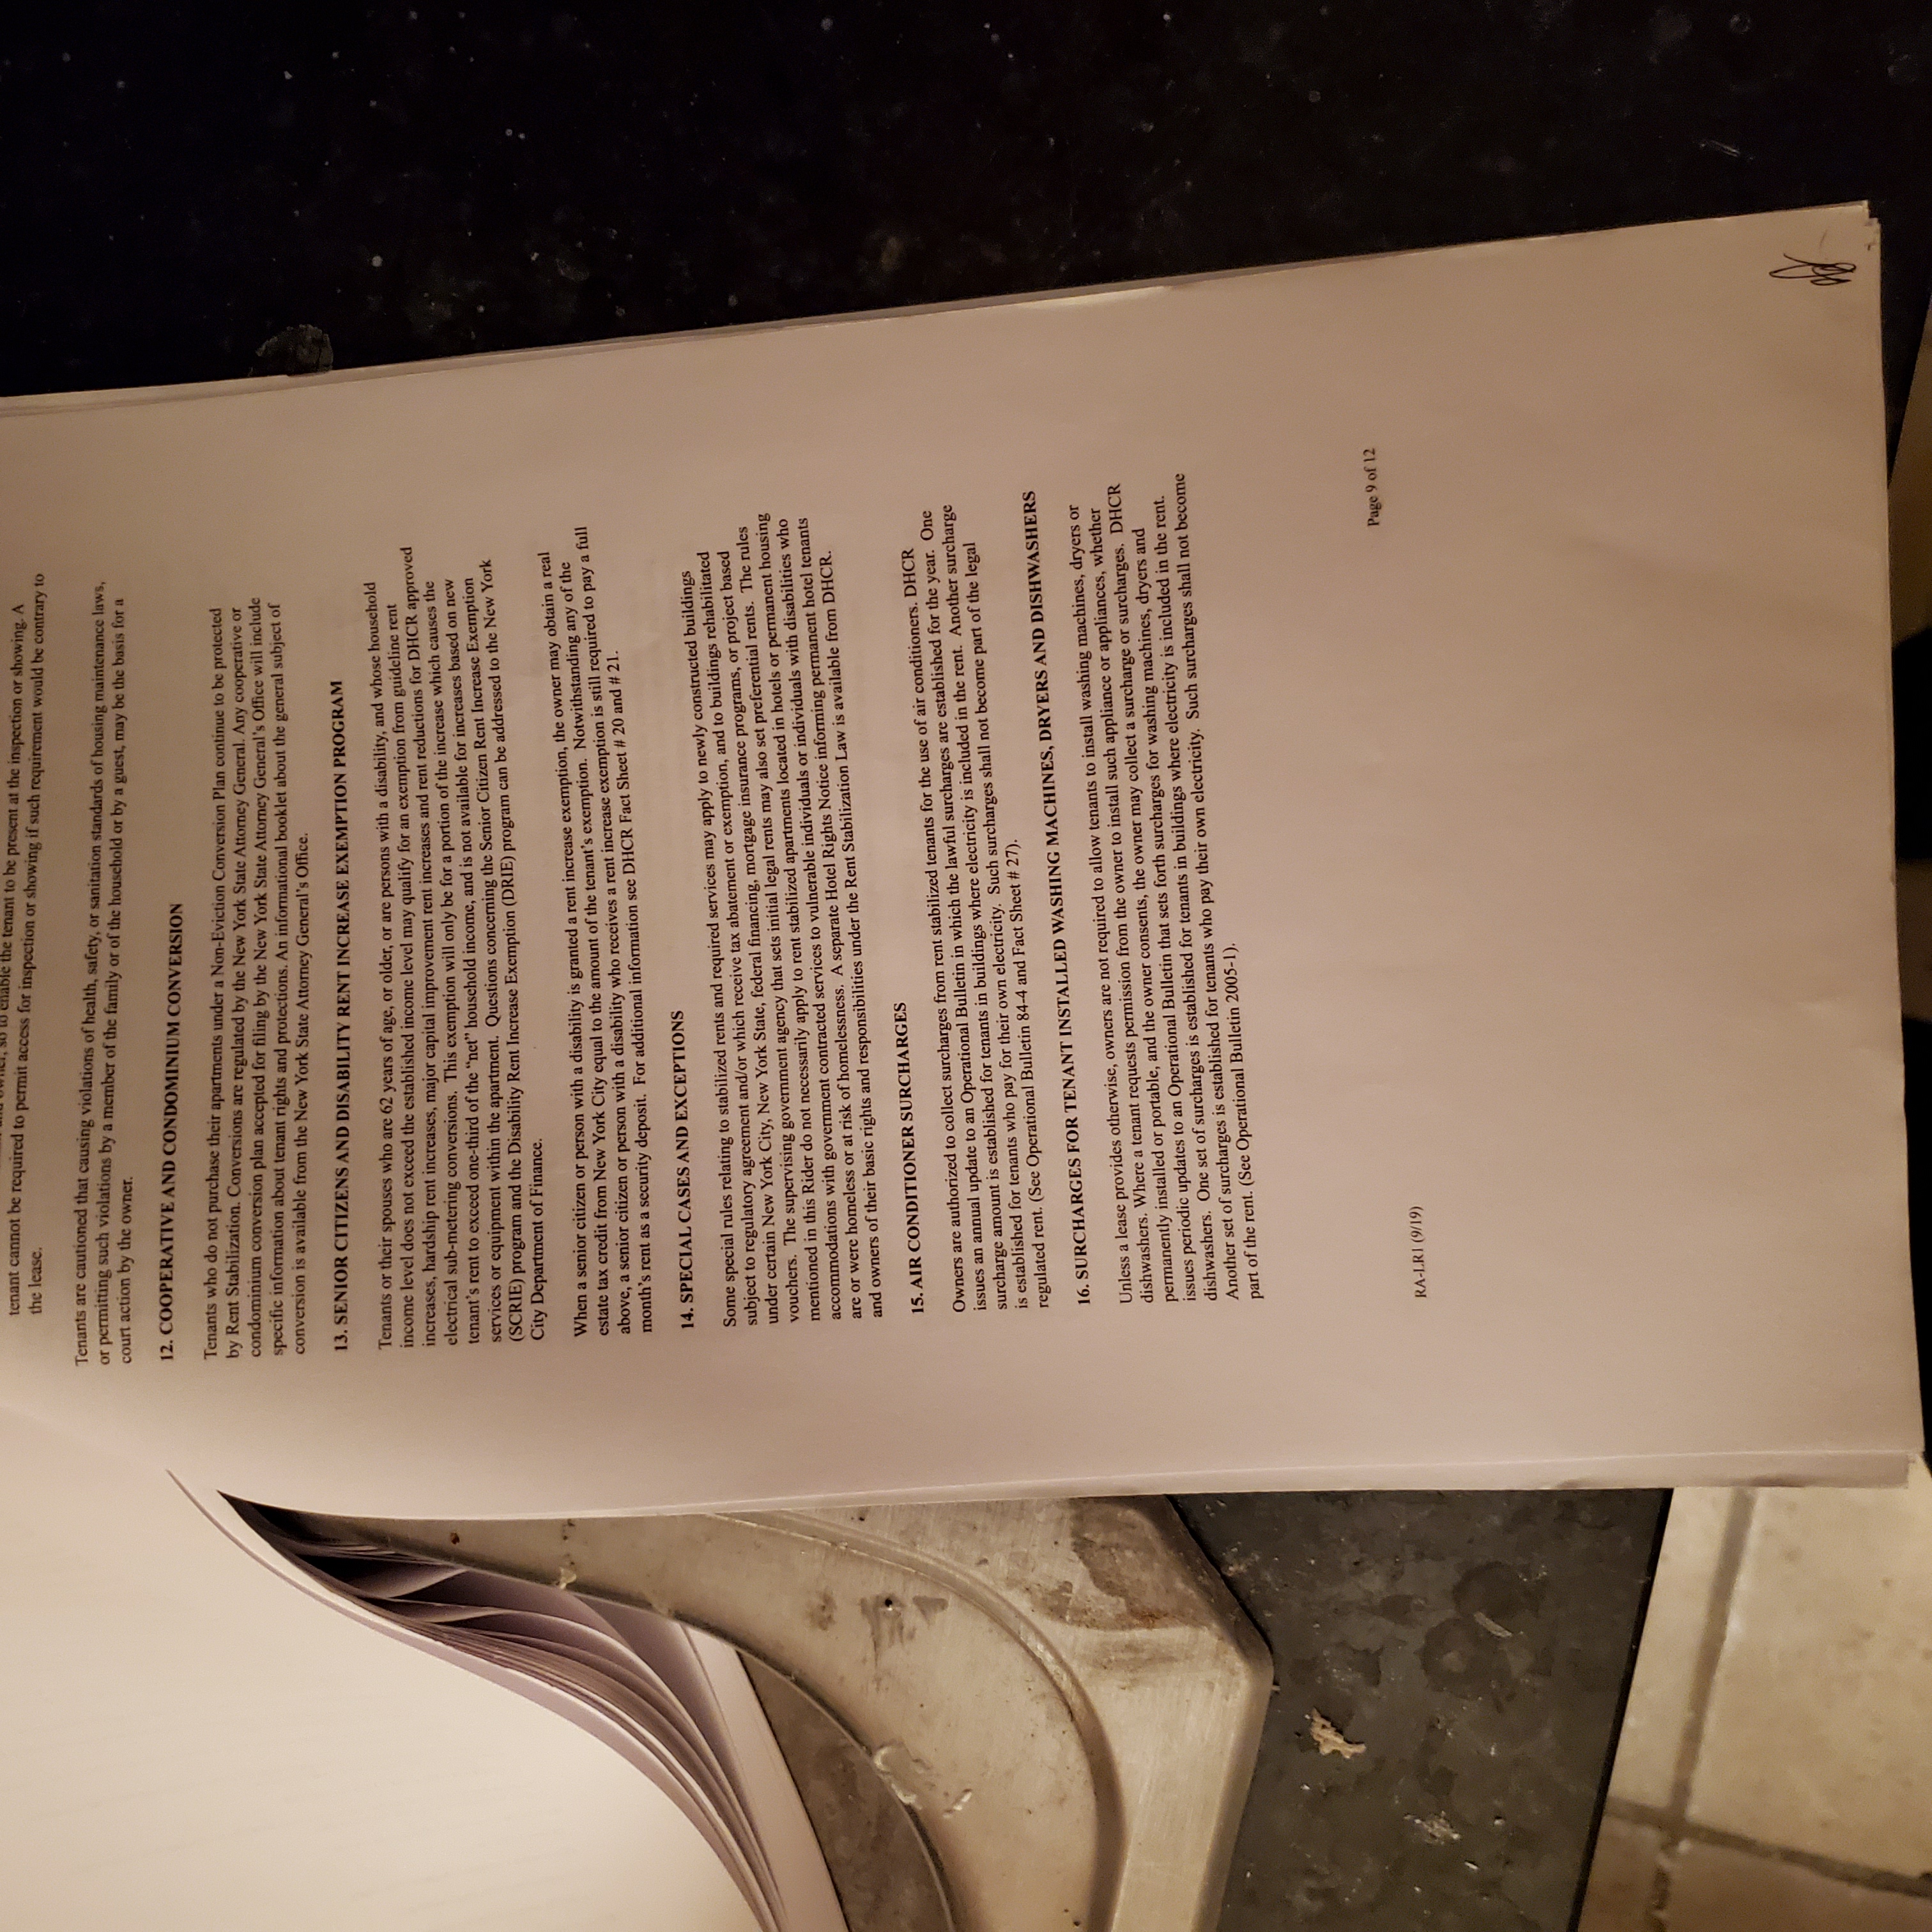 owner, so to enable the tenant to be present at the inspection or showing. A
tenant cannot be required to permit access for inspection or showing if such requirement would be contrary to
the lease.
Tenants are cautioned that causing violations of health, safety, or sanitation standards of housing maintenance laws,
or permitting such violations by a member of the family or of the household or by a guest, may be the basis for a
court action by the owner.
12. COOPERATIVE AND CONDOMINIUM CONVERSION
Tenants who do not purchase their apartments under a Non-Eviction Conversion Plan continue to be protected
by Rent Stabilization. Conversions are regulated by the New York State Attorney General. Any cooperative or
condominium conversion plan accepted for filing by the New York State Attorney General's Office will include
specific information about tenant rights and protections. An informational booklet about the general subject of
conversion is available from the New York State Attorney General's Office.
13. SENIOR CITIZENS AND DISABILITY RENT INCREASE EXEMPTION PROGRAM
Tenants or their spouses who are 62 years of age, or older, or are persons with a disability, and whose household
income level does not exceed the established income level may qualify for an exemption from guideline rent
increases, hardship rent increases, major capital improvement rent increases and rent reductions for DHCR approved
electrical sub-metering conversions. This exemption will only be for a portion of the increase which causes the
tenant's rent to exceed one-third of the "net" household income, and is not available for increases based on new
services or equipment within the apartment. Questions concerning the Senior Citizen Rent Increase Exemption
(SCRIE) program and the Disability Rent Increase Exemption (DRIE) program can be addressed to the New York
City Department of Finance.
When a senior citizen or person with a disability is granted a rent increase exemption, the owner may obtain a real
estate tax credit from New York City equal to the amount of the tenant's exemption. Notwithstanding any of the
above, a senior citizen or person with a disability who receives a rent increase exemption is still required to pay a full
month's rent as a security deposit. For additional information see DHCR Fact Sheet # 20 and # 21.
14. SPECIAL CASES AND EXCEPTIONS
Some special rules relating to stabilized rents and required services may apply to newly constructed buildings
subject to regulatory agreement and/or which receive tax abatement or exemption, and to buildings rehabilitated
under certain New York City, New York State, federal financing, mortgage insurance programs, or project based
vouchers. The supervising government agency that sets initial legal rents may also set preferential rents. The rules
mentioned in this Rider do not necessarily apply to rent stabilized apartments located in hotels or permanent housing
accommodations with government contracted services to vulnerable individuals or individuals with disabilities who
are or were homeless or at risk of homelessness. A separate Hotel Rights Notice informing permanent hotel tenants
and owners of their basic rights and responsibilities under the Rent Stabilization Law is available from DHCR.
15. AIR CONDITIONER SURCHARGES
Owners are authorized to collect surcharges from rent stabilized tenants for the use of air conditioners. DHCR
issues an annual update to an Operational Bulletin in which the lawful surcharges are established for the year. One
surcharge amount is established for tenants in buildings where electricity is included in the rent. Another surcharge
is established for tenants who pay for their own electricity. Such surcharges shall not become part of the legal
regulated rent. (See Operational Bulletin 84-4 and Fact Sheet # 27).
16. SURCHARGES FOR TENANT INSTALLED WASHING MACHINES, DRYERS AND DISHWASHERS
Unless a lease provides otherwise, owners are not required to allow tenants to install washing machines, dryers or
dishwashers. Where a tenant requests permission from the owner to install such appliance or appliances, whether
permanently installed or portable, and the owner consents, the owner may collect a surcharge or surcharges. DHCR
issues periodic updates to an Operational Bulletin that sets forth surcharges for washing machines, dryers and
dishwashers. One set of surcharges is established for tenants in buildings where electricity is included in the rent.
Another set of surcharges is established for tenants who pay their own electricity. Such surcharges shall not become
part of the rent. (See Operational Bulletin 2005-1).
Page 9 of 12
RA-LR1 (9/19)